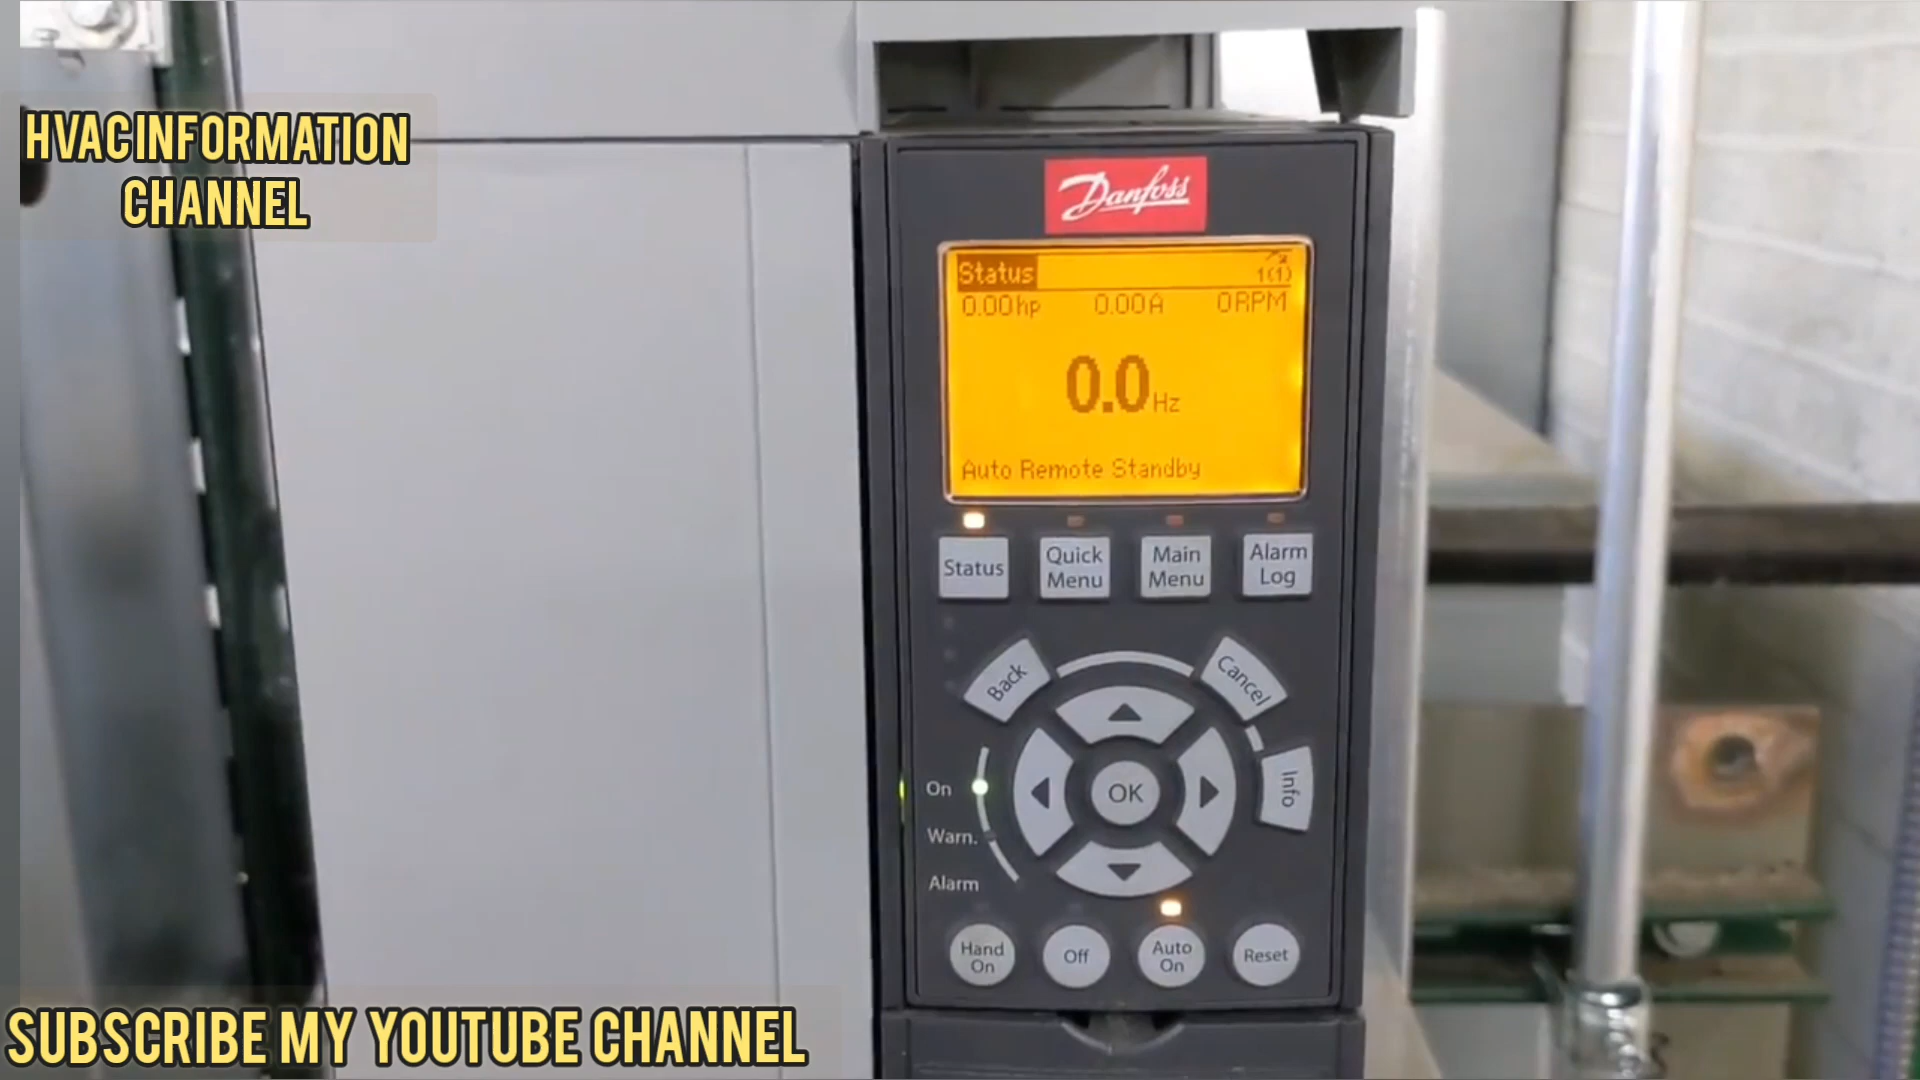 HVACINFORMATION
CHANNEL
Danfoss
Status
1(1)
0.00hp 0.00A 0RPM
0.0Hz
Auto Remote Standby
Status
Quick
Menu
Main
Menu
Alarm
Log
Back
Cancel
OK
Info
On
Warn.
Alarm
Hand
On
Off
Auto
On
Reset
SUBSCRIBE MY YOUTUBE CHANNEL